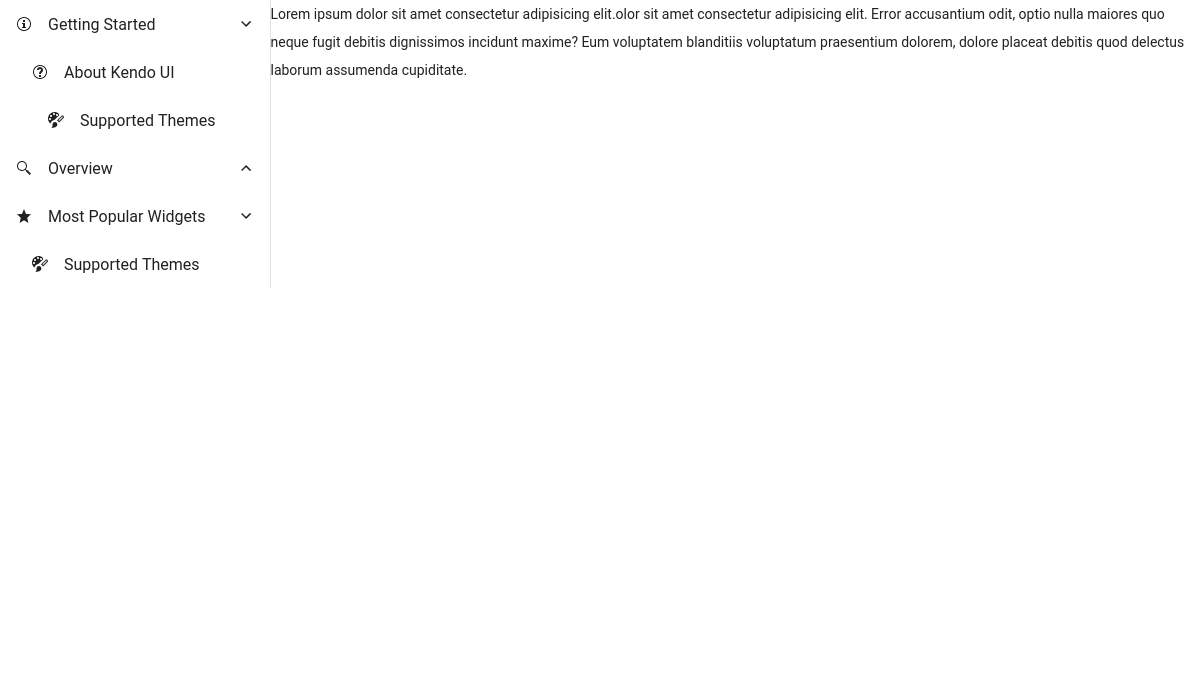 Getting Started
About Kendo UI
Supported Themes
Overview
Most Popular Widgets
Supported Themes
Lorem ipsum dolor sit amet consectetur adipisicing elit.olor sit amet consectetur adipisicing elit. Error accusantium odit, optio nulla maiores quo
neque fugit debitis dignissimos incidunt maxime? Eum voluptatem blanditiis voluptatum praesentium dolorem, dolore placeat debitis quod delectus
laborum assumenda cupiditate.